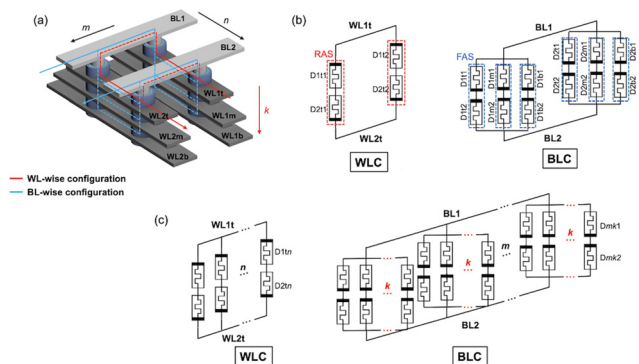 (a)
m
n
BL1
BL2
WL1t
WL2t
WL1m
WL2m
WL1b
WL2b
k
WL-wise configuration
BL-wise configuration
(b)
WL1t
RAS
D1t1
D2t1
D1t2
D2t2
WL2t
WLC
BL1
FAS
D1t1
D1t2
D1m1
D1m2
D1b1
D1b2
D2t1
D2t2
D2m1
D2m2
D2b1
D2b2
BL2
BLC
(c)
WL1t
n
...
D1tn
D2tn
WL2t
WLC
BL1
k
...
k
...
m
...
k
...
Dmk1
Dmk2
BL2
BLC